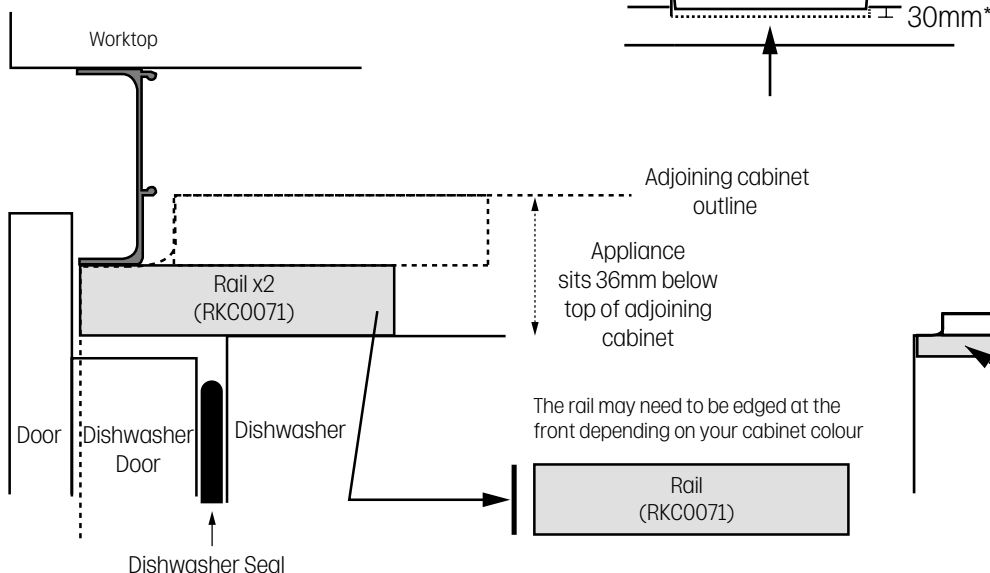 30mm*
Worktop
Adjoining cabinet
outline
Appliance
sits 36mm below
top of adjoining
cabinet
Rail x2
(RKC0071)
Door
Dishwasher
Door
Dishwasher
The rail may need to be edged at the
front depending on your cabinet colour
Rail
(RKC0071)
Dishwasher Seal